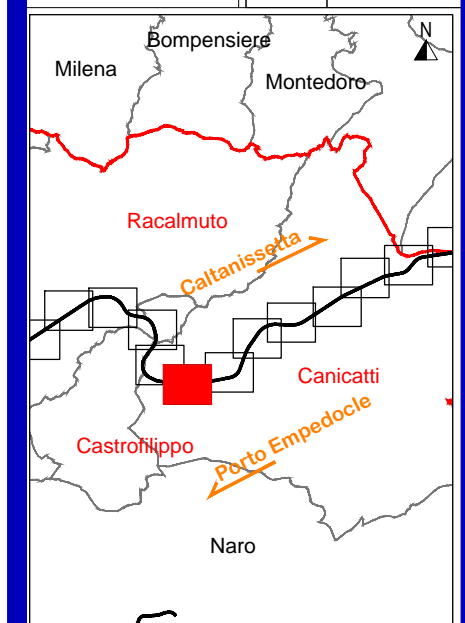 N
Bompensiere
Milena
Montedoro
Racalmuto
Caltanissetta
Canicatti
Castrofilippo
Porto Empedocle
Naro